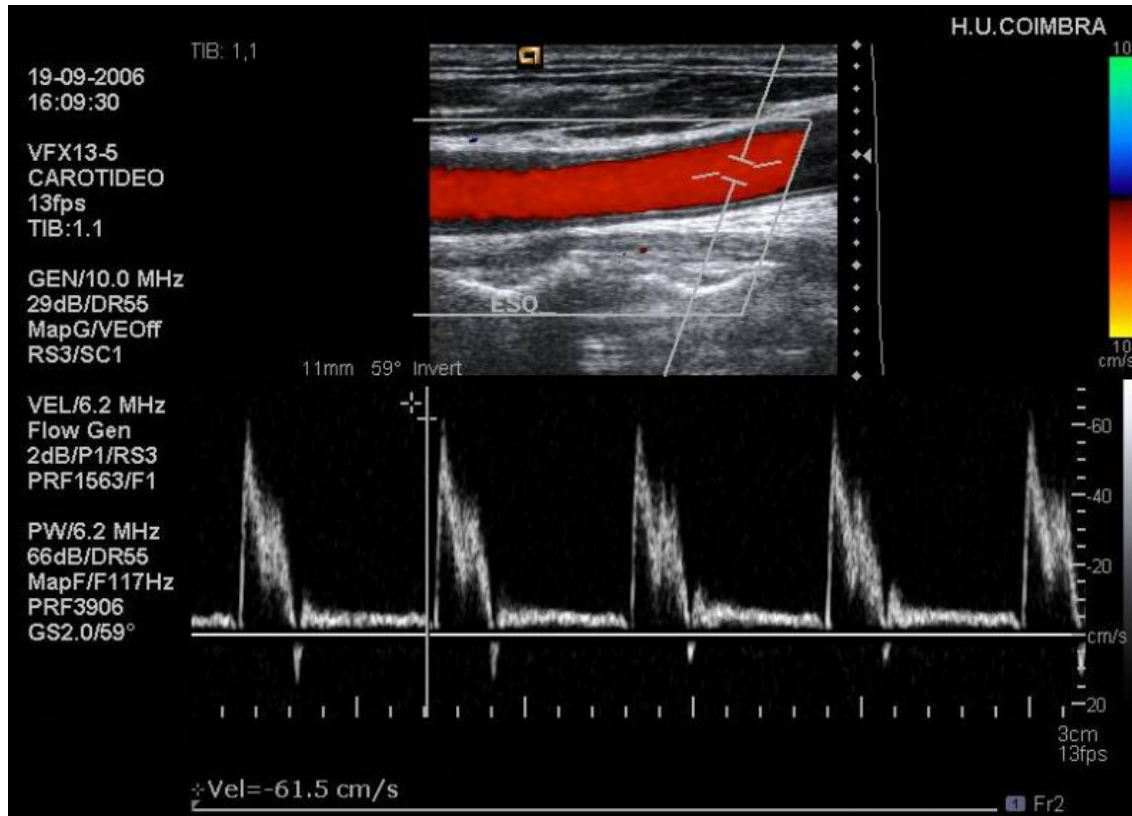 H.U.COIMBRA
TIB: 1,1
19-09-2006
16:09:30
VFX13-5
CAROTIDEO
13fps
TIB:1.1
GEN/10.0 MHz
29dB/DR55
MapG/VEOff
RS3/SC1
VEL/6.2 MHz
Flow Gen
2dB/P1/RS3
PRF1563/F1
PW/6.2 MHz
66dB/DR55
MapF/F117Hz
PRF3906
GS2.0/59°
10
10
cm/s
ESQ
11mm 59° Invert
-60
-40
-20
cm/s
-20
3cm
13fps
Vel=-61.5 cm/s
1 Fr2